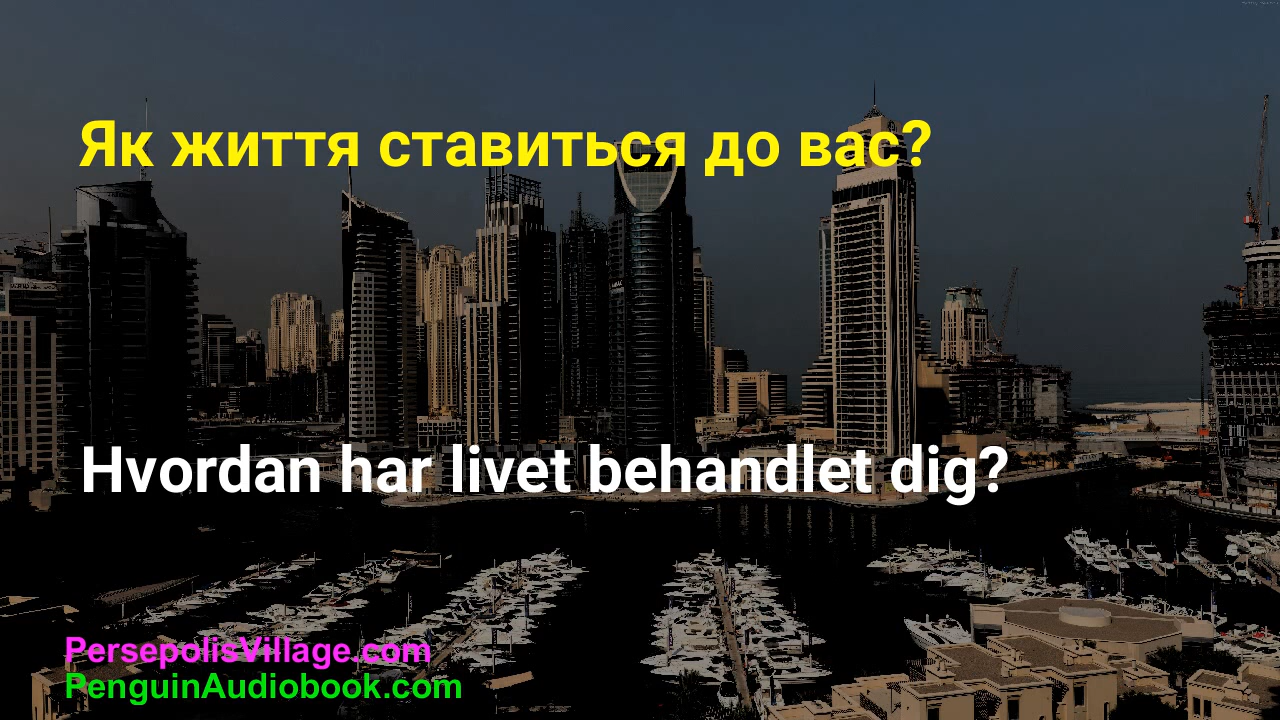 Як життя ставиться до вас?
Hvordan har livet behandlet dig?
PersepolisVillage.com
PenguinAudiobook.com